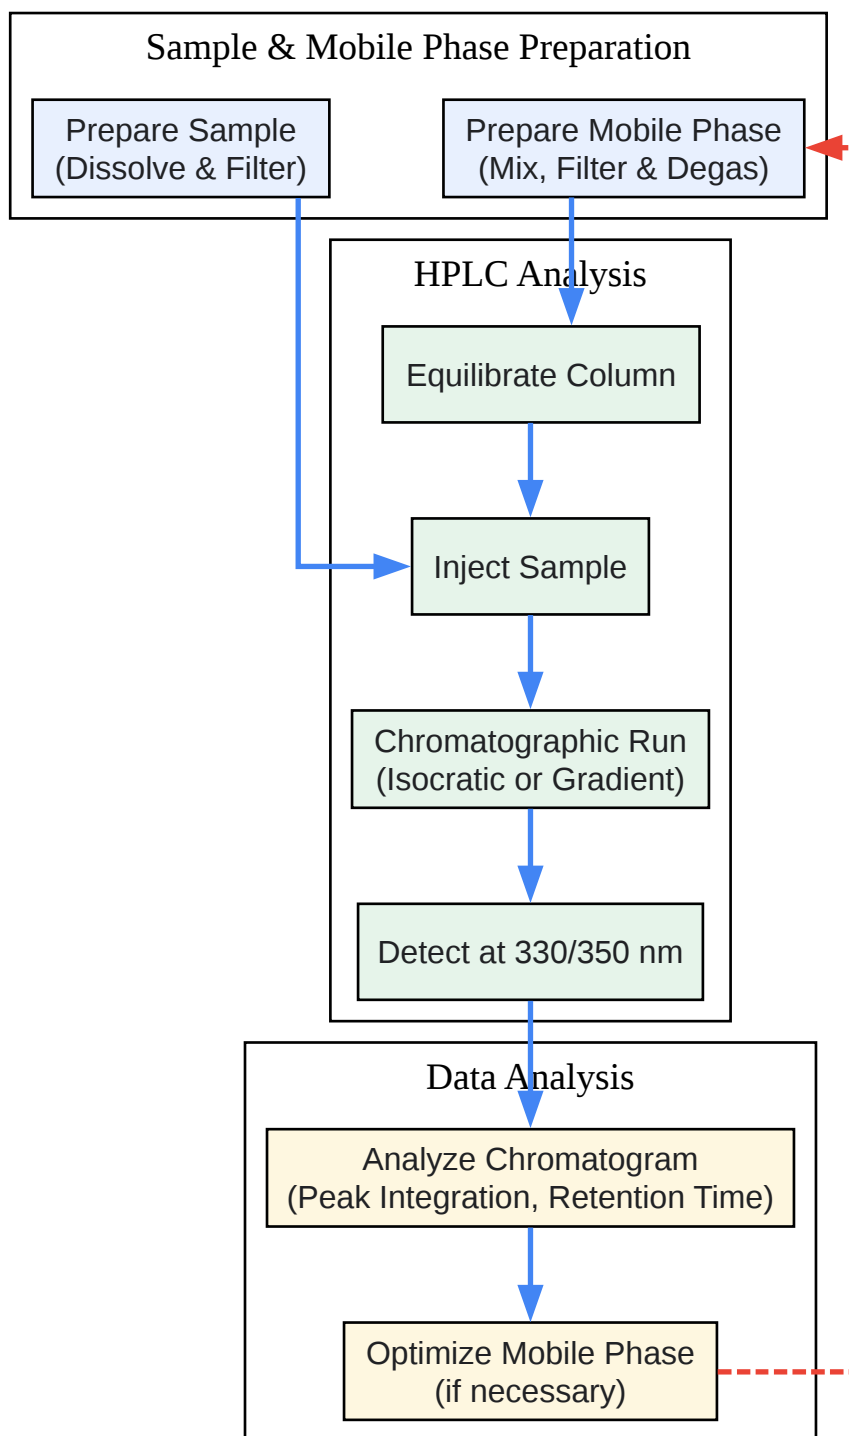 Sample & Mobile Phase Preparation
Prepare Sample
(Dissolve & Filter)
Prepare Mobile Phase
(Mix, Filter & Degas)
HPLC Analysis
Equilibrate Column
Inject Sample
Chromatographic Run
(Isocratic or Gradient)
Detect at 330/350 nm
Data Analysis
Analyze Chromatogram
(Peak Integration, Retention Time)
Optimize Mobile Phase
(if necessary)